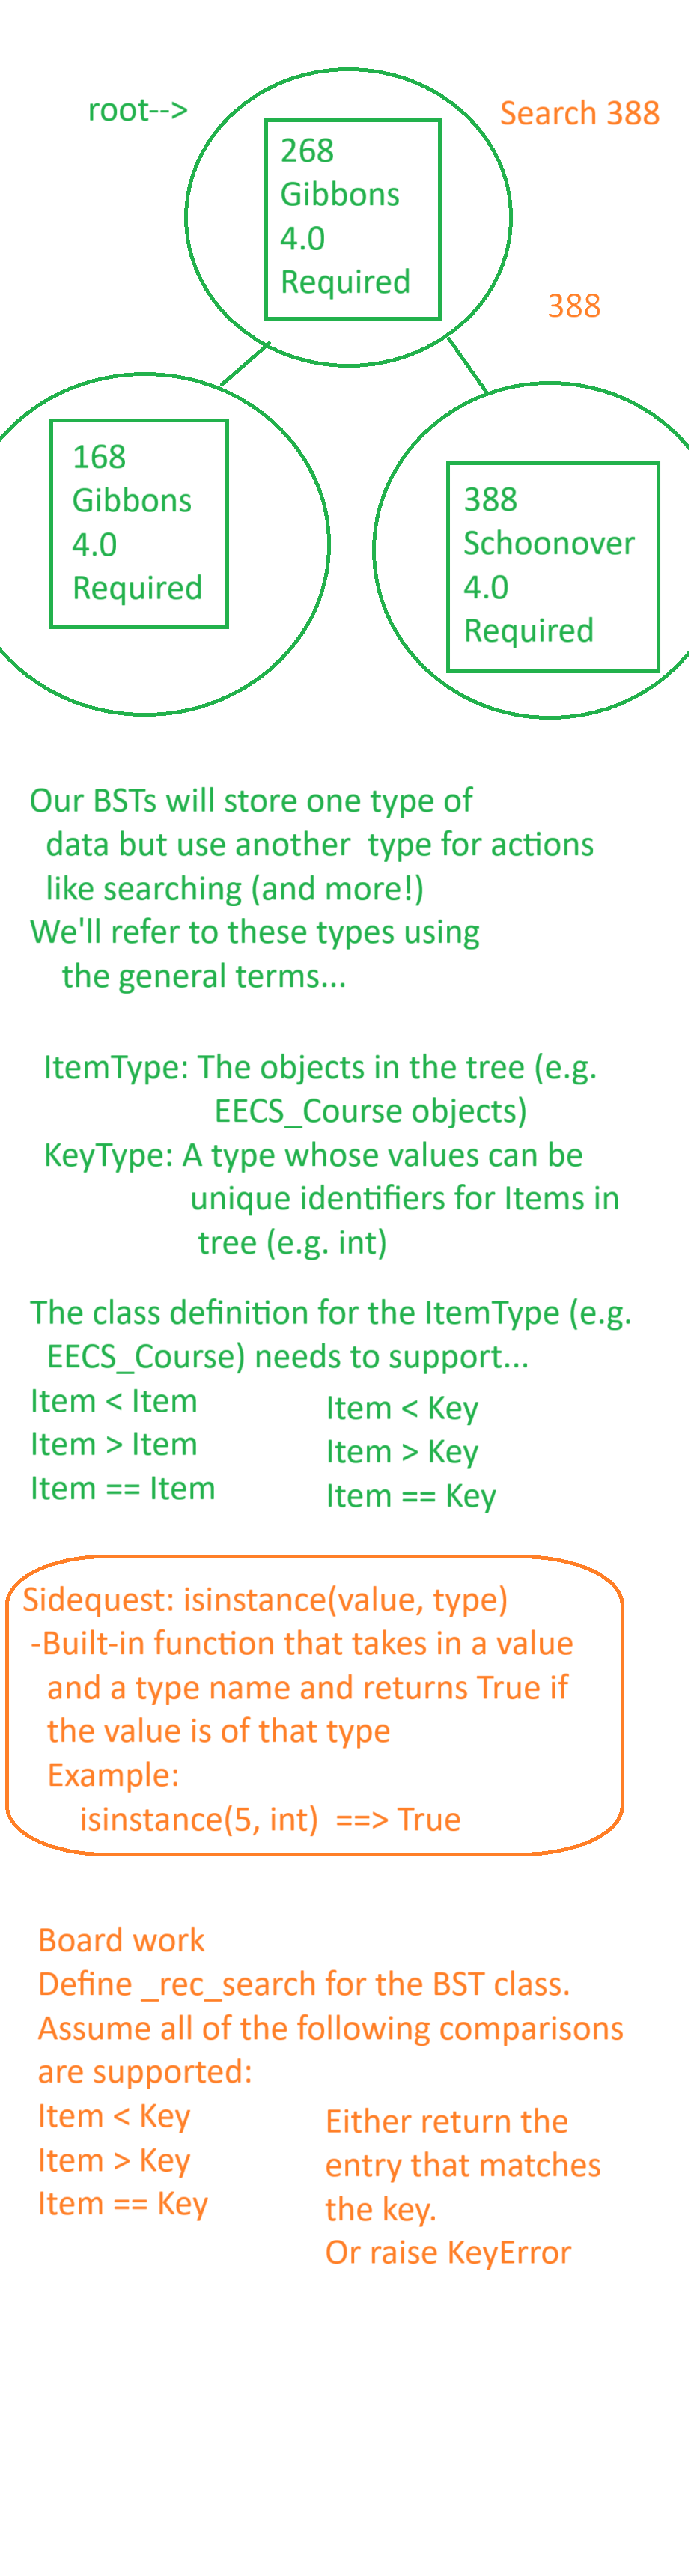 root-->
Search 388
268
Gibbons
4.0
Required
388
168
Gibbons
4.0
Required
388
Schoonover
4.0
Required
Our BSTs will store one type of
data but use another type for actions
like searching (and more!)
We'll refer to these types using
the general terms...
ItemType: The objects in the tree (e.g.
EECS_Course objects)
KeyType: A type whose values can be
unique identifiers for Items in
tree (e.g. int)
The class definition for the ItemType (e.g.
EECS_Course) needs to support...
Item < Item
Item > Item
Item == Item
Item < Key
Item > Key
Item == Key
Sidequest: isinstance(value, type)
-Built-in function that takes in a value
and a type name and returns True if
the value is of that type
Example:
isinstance(5, int) ==> True
Board work
Define _rec_search for the BST class.
Assume all of the following comparisons
are supported:
Item < Key
Item > Key
Item == Key
Either return the
entry that matches
the key.
Or raise KeyError